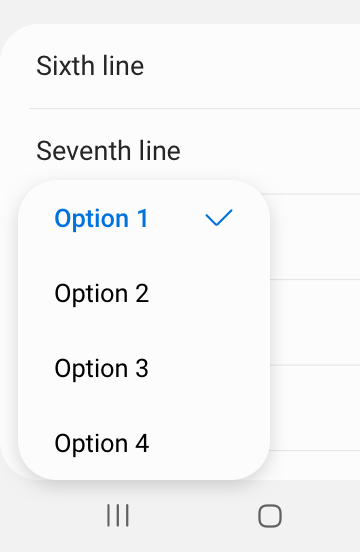 Sixth line
Seventh line
Option 1
Option 2
Option 3
Option 4